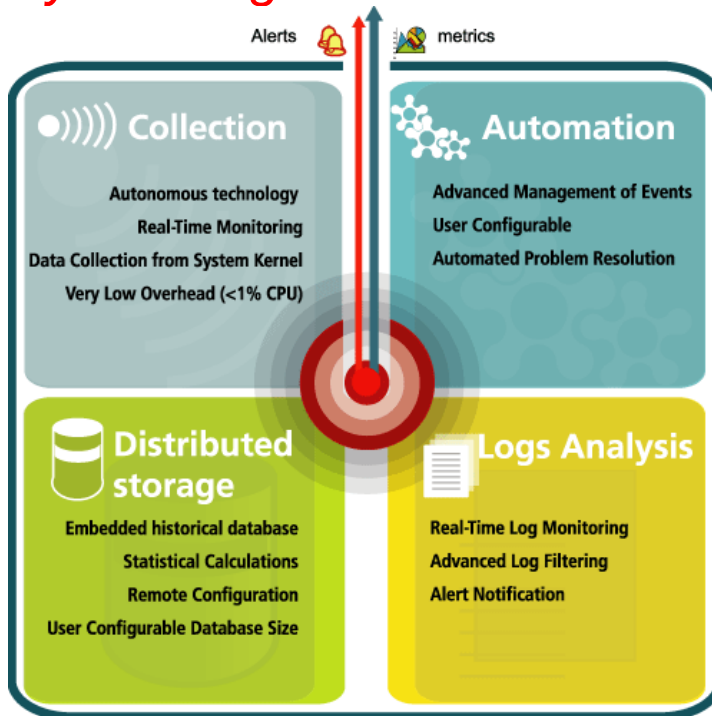 Alerts
metrics
Collection
Autonomous technology
Real-Time Monitoring
Data Collection from System Kernel
Very Low Overhead (<1% CPU)
Automation
Advanced Management of Events
User Configurable
Automated Problem Resolution
Distributed
storage
Embedded historical database
Statistical Calculations
Remote Configuration
User Configurable Database Size
Logs Analysis
Real-Time Log Monitoring
Advanced Log Filtering
Alert Notification